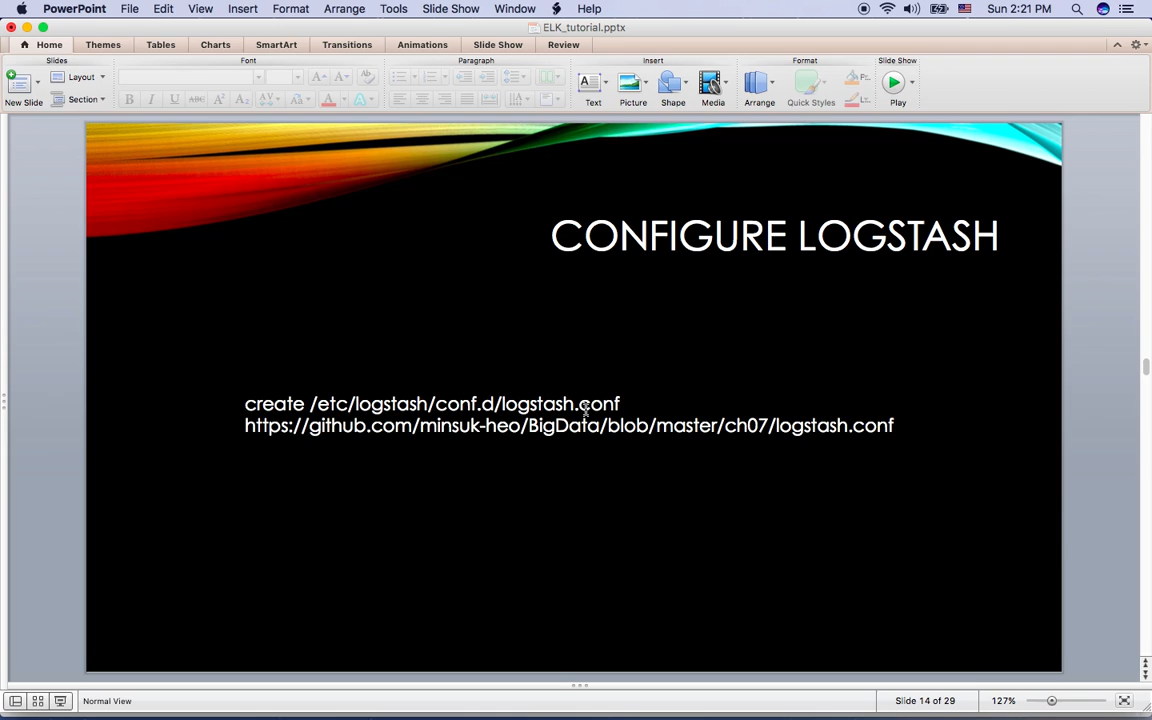 PowerPoint File Edit View Insert Format Arrange Tools Slide Show Window Help Sun 2:21 PM
ELK_tutorial.pptx
Home Themes Tables Charts SmartArt Transitions Animations Slide Show Review
Slides Font Paragraph Insert Format Slide Show
New Slide Layout Section Text Picture Shape Media Arrange Quick Styles Play
CONFIGURE LOGSTASH
create /etc/logstash/conf.d/logstash.conf
https://github.com/minsuk-heo/BigData/blob/master/ch07/logstash.conf
Normal View Slide 14 of 29 127%